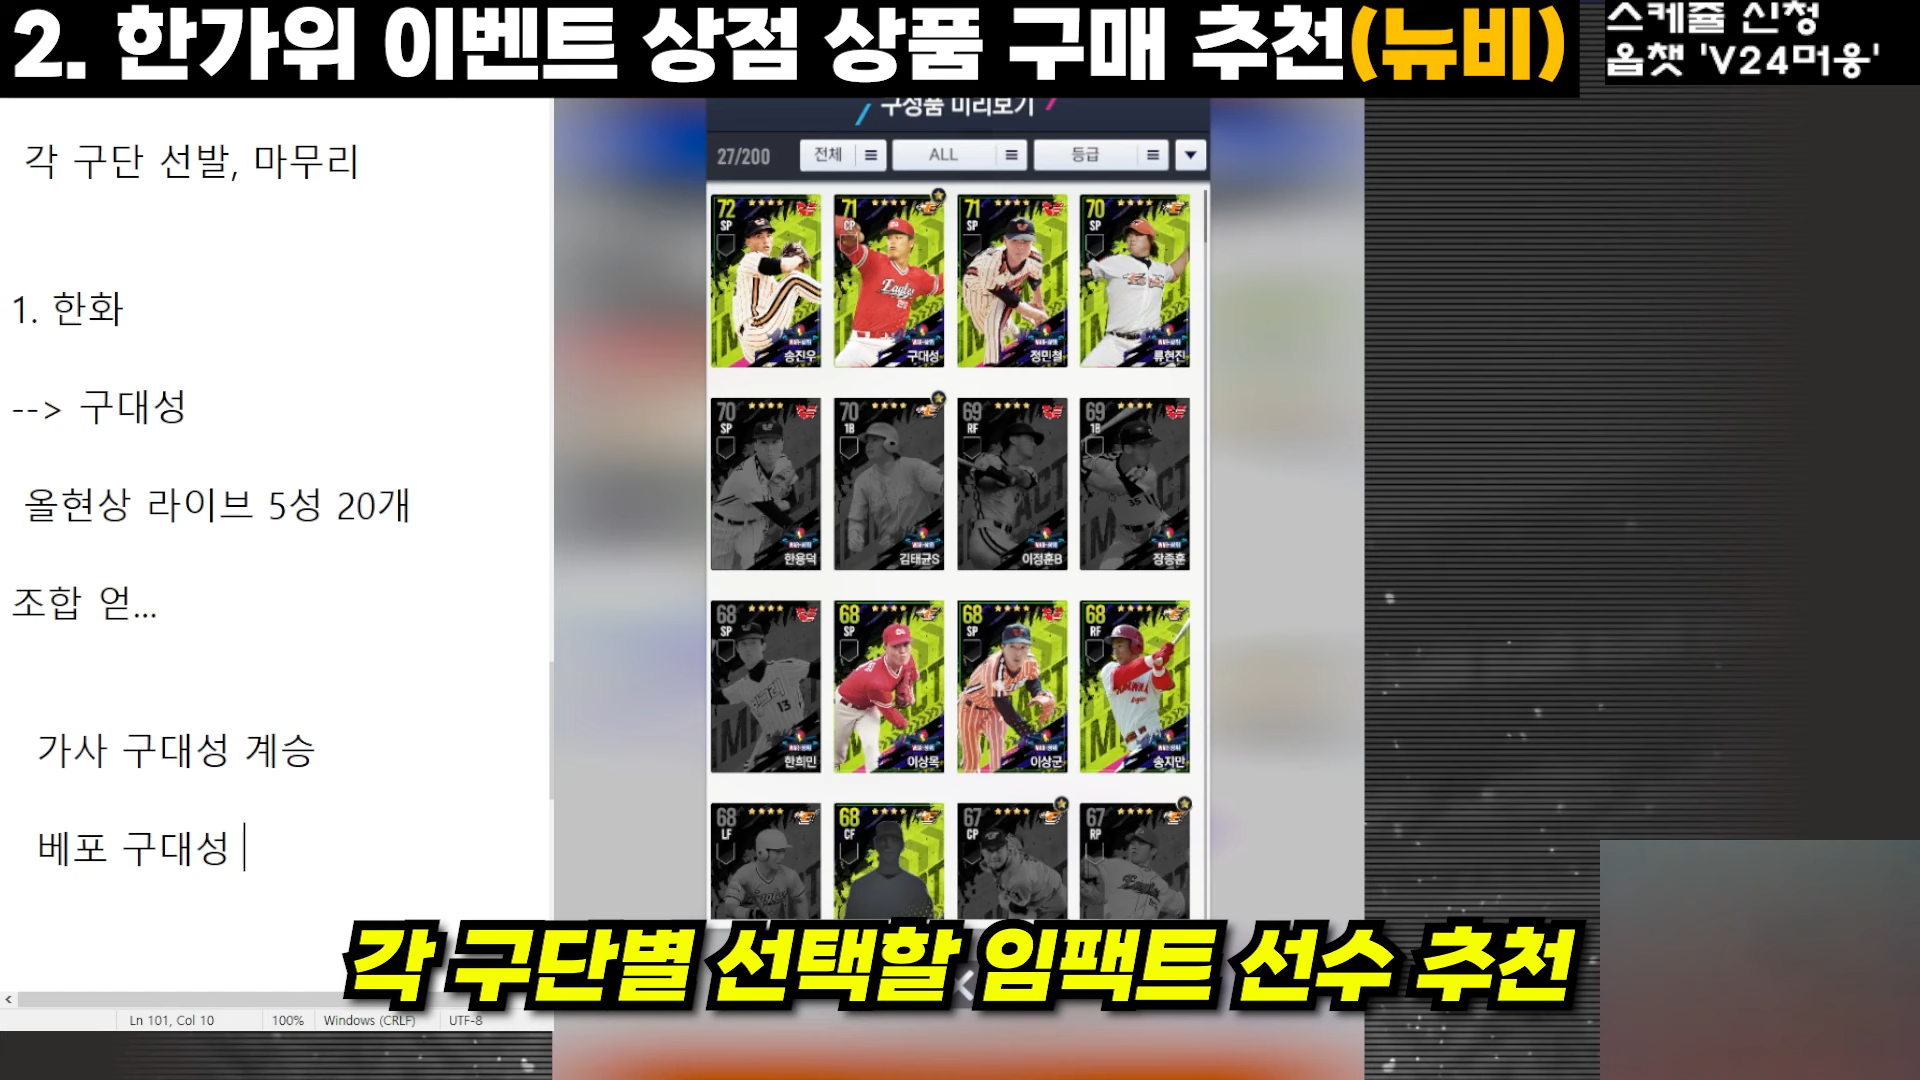 2. 한가위 이벤트 상점 상품 구매 추천(뉴비)
스케쥴 신청
옵챗 'V24머옹'
각 구단 선발, 마무리
1. 한화
--> 구대성
올현상 라이브 5성 20개
조합 얻...
가사 구대성 계승
베포 구대성
Ln 101, Col 10
100%
Windows (CRLF)
UTF-8
구성품 미리보기
27/200
전체
ALL
등급
72 71 71 70
SP CP SP SP
송진우 구대성 정민철 류현진
70 70 69 69
SP 1B RF 1B
한용덕 김태균S 이정훈B 장종훈
68 68 68 68
SP SP SP RF
한희민 이상목 이상군 송지만
68 68 67 67
LF CF CP RP
각 구단별 선택할 임팩트 선수 추천